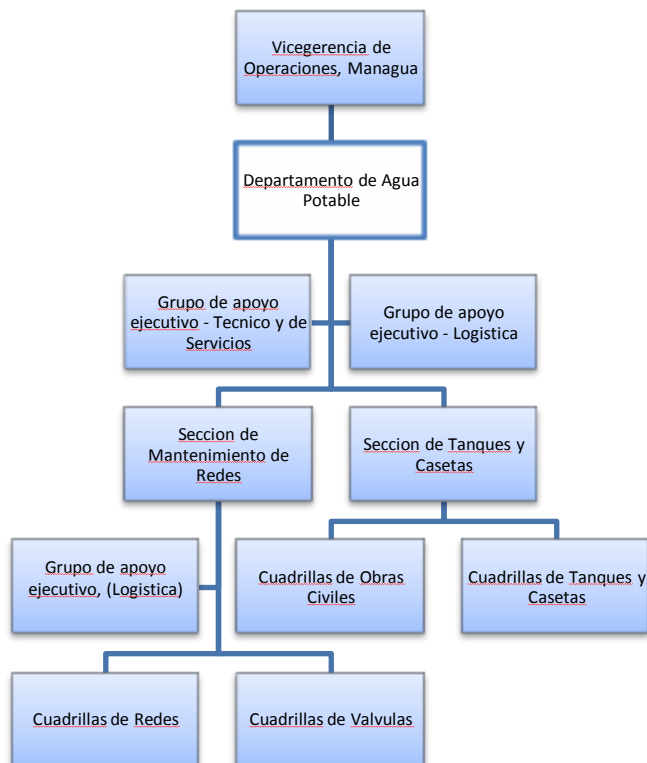 Vicegerencia de
Operaciones, Managua
Departamento de Agua
Potable
Grupo de apoyo
ejecutivo - Tecnico y de
Servicios
Grupo de apoyo
ejecutivo - Logistica
Seccion de
Mantenimiento de
Redes
Seccion de Tanques y
Casetas
Grupo de apoyo
ejecutivo, (Logistica)
Cuadrillas de Obras
Civiles
Cuadrillas de Tanques y
Casetas
Cuadrillas de Redes
Cuadrillas de Valvulas